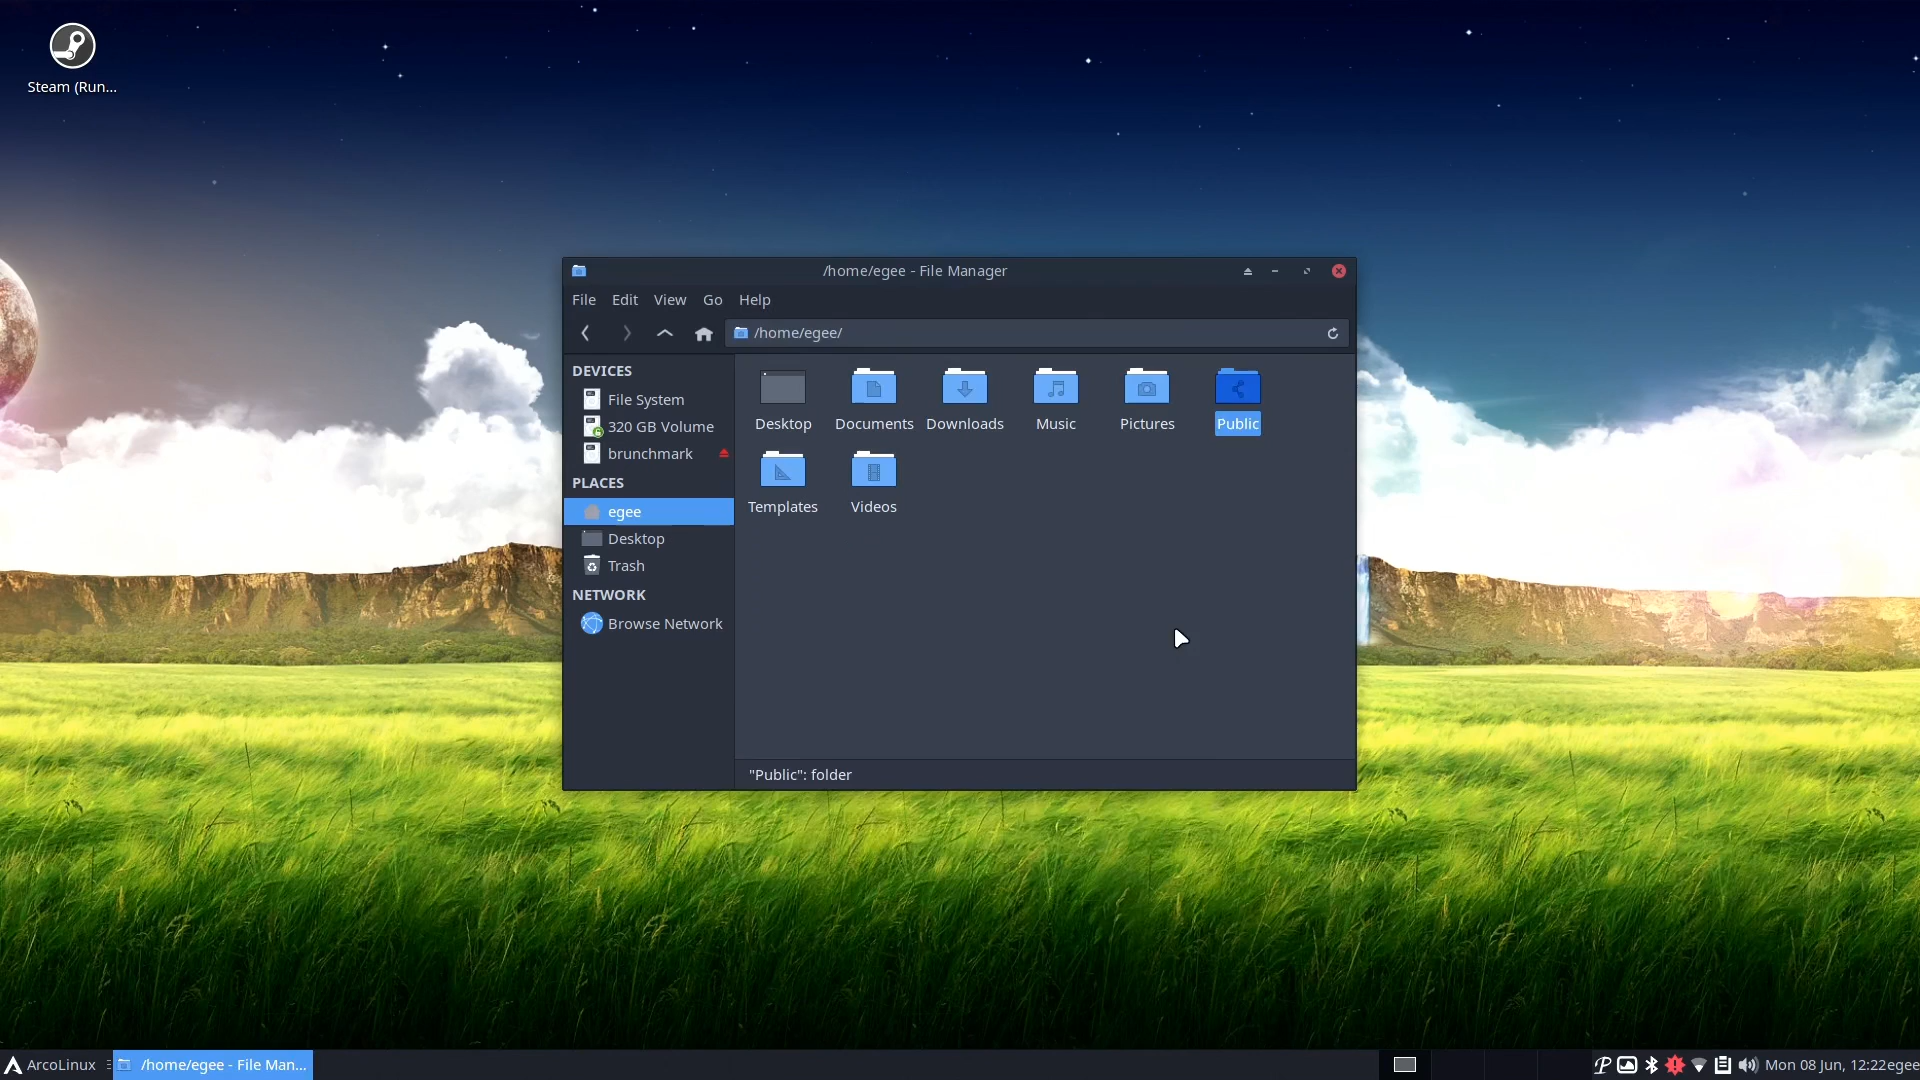 Steam (Run...
/home/egee - File Manager
File Edit View Go Help
/home/egee/
DEVICES
File System
320 GB Volume
brunchmark
PLACES
egee
Desktop
Trash
NETWORK
Browse Network
Desktop Documents Downloads Music Pictures Public
Templates Videos
"Public": folder
ArcoLinux /home/egee - File Man... Mon 08 Jun, 12:22 egee